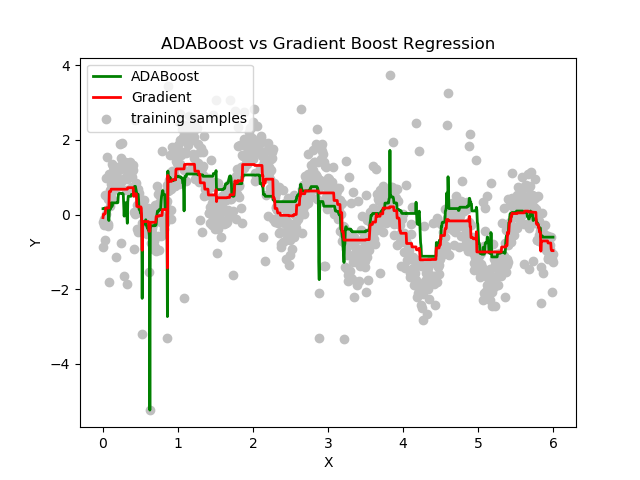 ADABoost vs Gradient Boost Regression
4
2
0
−2
−4
Y
ADABoost
Gradient
training samples
0 1 2 3 4 5 6
X